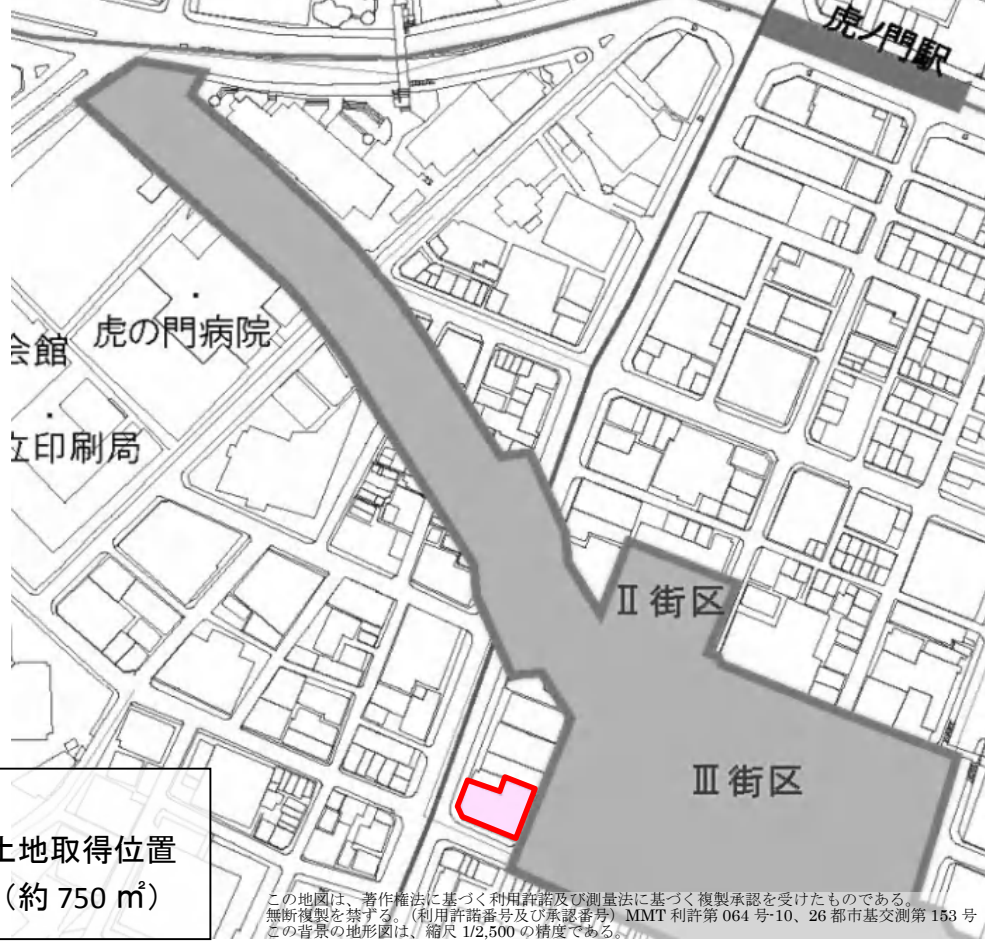 虎ノ門駅
会館
虎の門病院
立印刷局
Ⅱ街区
Ⅲ街区
土地取得位置
(約 750 ㎡)
この地図は、著作権法に基づく利用許諾及び測量法に基づく複製承認を受けたものである。
無断複製を禁ずる。(利用許諾番号及び承認番号) MMT 利許第 064 号-10、26 都市基交測第 153 号
この背景の地形図は、縮尺 1/2,500 の精度である。